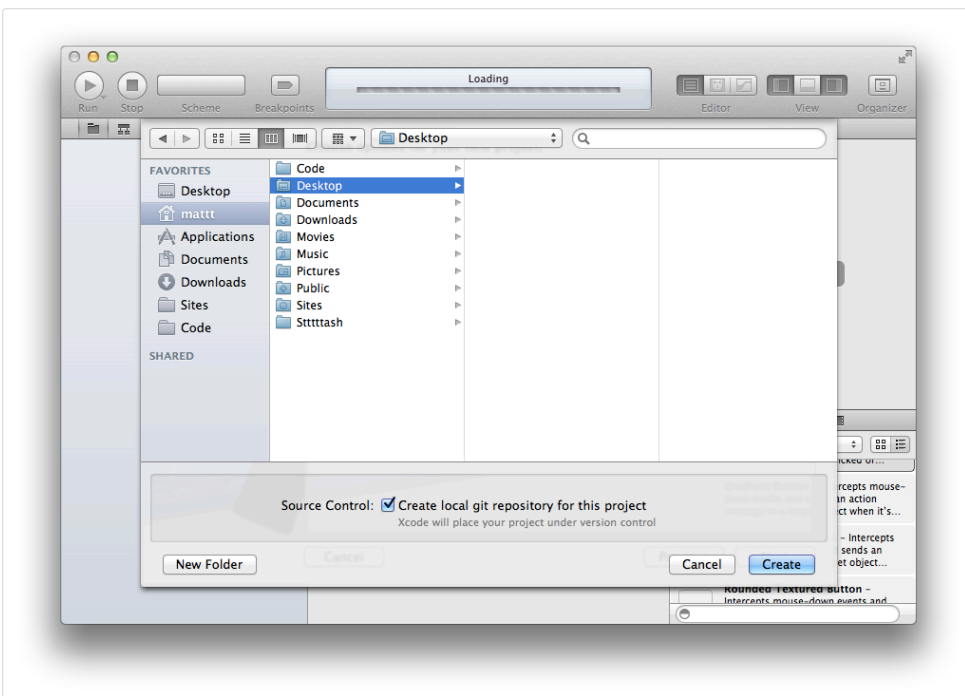 Loading
Run Stop Scheme Breakpoints Editor View Organizer
Desktop
FAVORITES
Desktop
mattt
Applications
Documents
Downloads
Sites
Code
SHARED
Code
Desktop
Documents
Downloads
Movies
Music
Pictures
Public
Sites
Stttttash
rcepts mouse-
an action
ct when it's...
- Intercepts
sends an
et object...
Source Control: Create local git repository for this project
Xcode will place your project under version control
New Folder Cancel Cancel Create
Rounded Textured Button -
Intercepts mouse-down events and